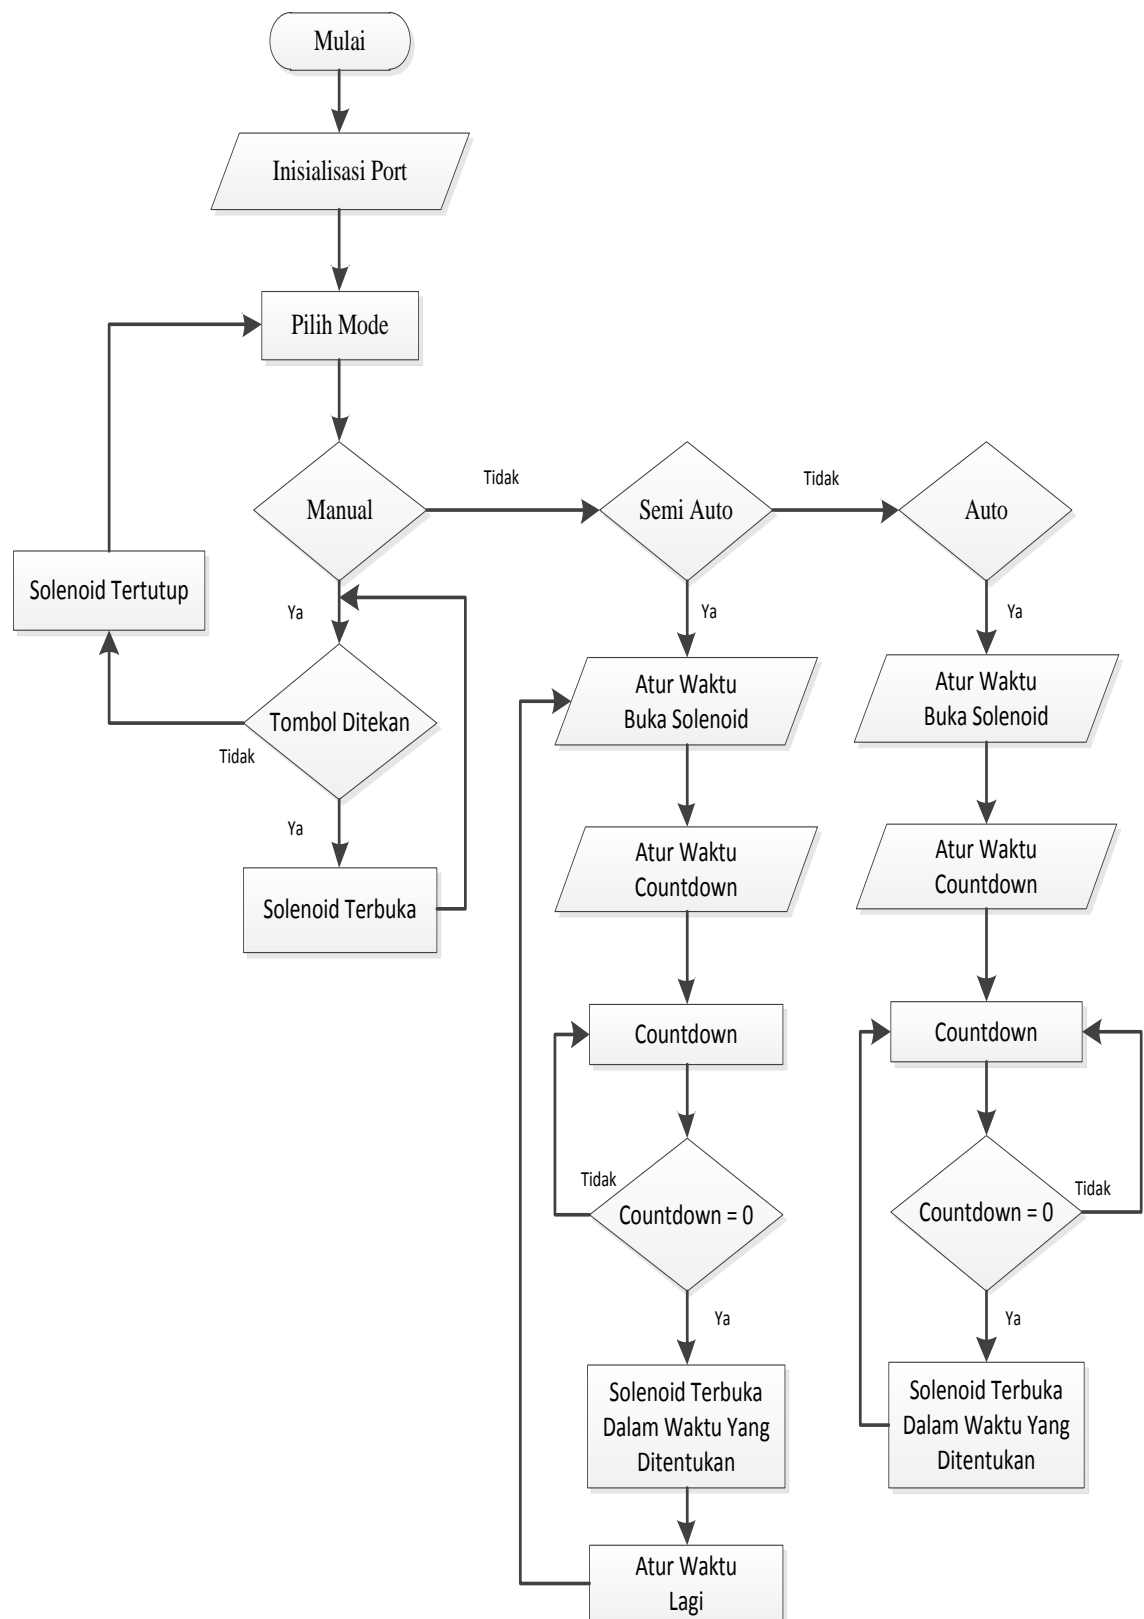 Mulai
Inisialisasi Port
Pilih Mode
Manual
Tidak
Semi Auto
Tidak
Auto
Solenoid Tertutup
Ya
Ya
Ya
Tombol Ditekan
Tidak
Ya
Solenoid Terbuka
Atur Waktu
Buka Solenoid
Atur Waktu
Countdown
Countdown
Tidak
Countdown = 0
Ya
Solenoid Terbuka
Dalam Waktu Yang
Ditentukan
Atur Waktu
Lagi
Atur Waktu
Buka Solenoid
Atur Waktu
Countdown
Countdown
Tidak
Countdown = 0
Ya
Solenoid Terbuka
Dalam Waktu Yang
Ditentukan